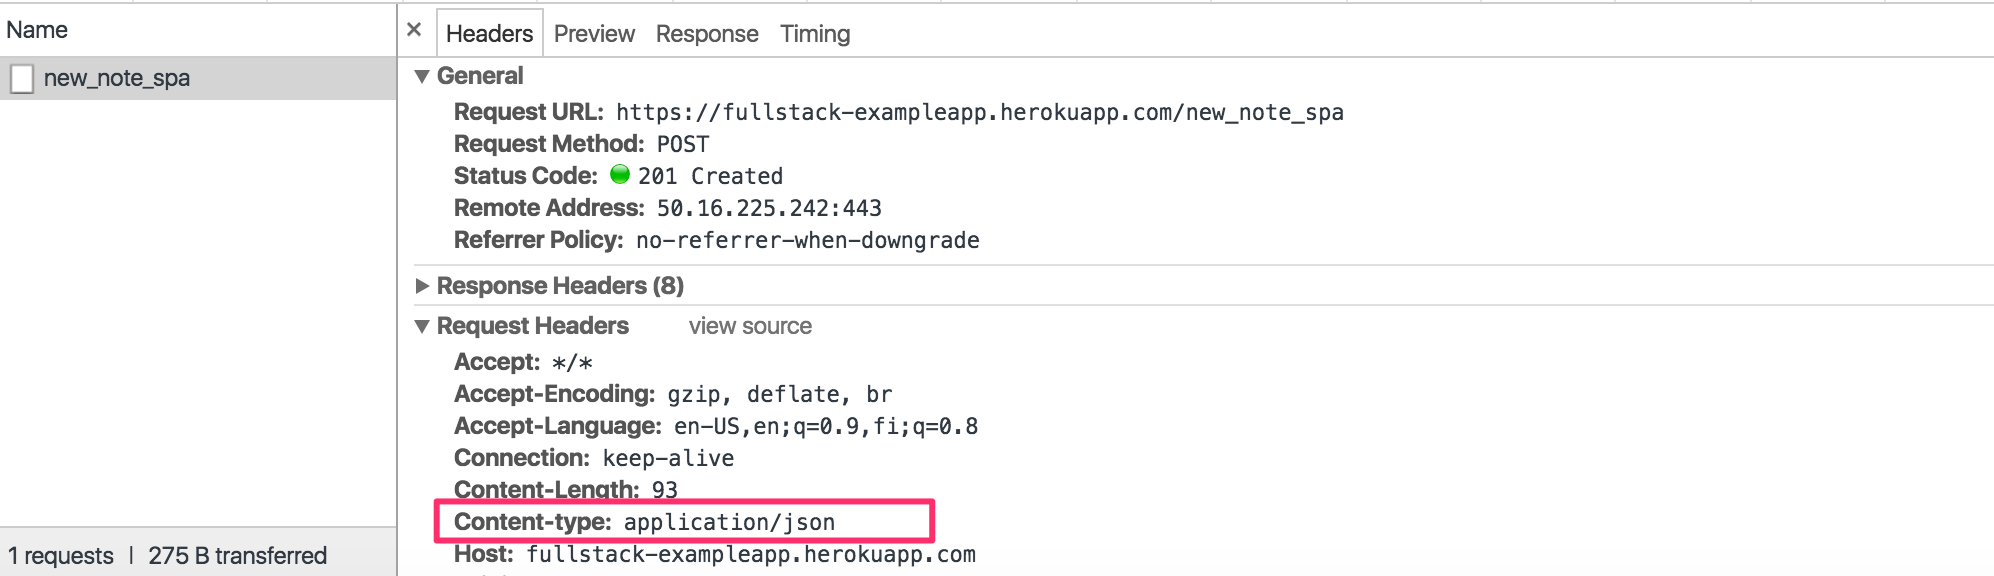 Name
new_note_spa
1 requests | 275 B transferred
× Headers Preview Response Timing
▼ General
Request URL: https://fullstack-exampleapp.herokuapp.com/new_note_spa
Request Method: POST
Status Code: 201 Created
Remote Address: 50.16.225.242:443
Referrer Policy: no-referrer-when-downgrade
▶ Response Headers (8)
▼ Request Headers view source
Accept: */*
Accept-Encoding: gzip, deflate, br
Accept-Language: en-US,en;q=0.9,fi;q=0.8
Connection: keep-alive
Content-Length: 93
Content-type: application/json
Host: fullstack-exampleapp.herokuapp.com